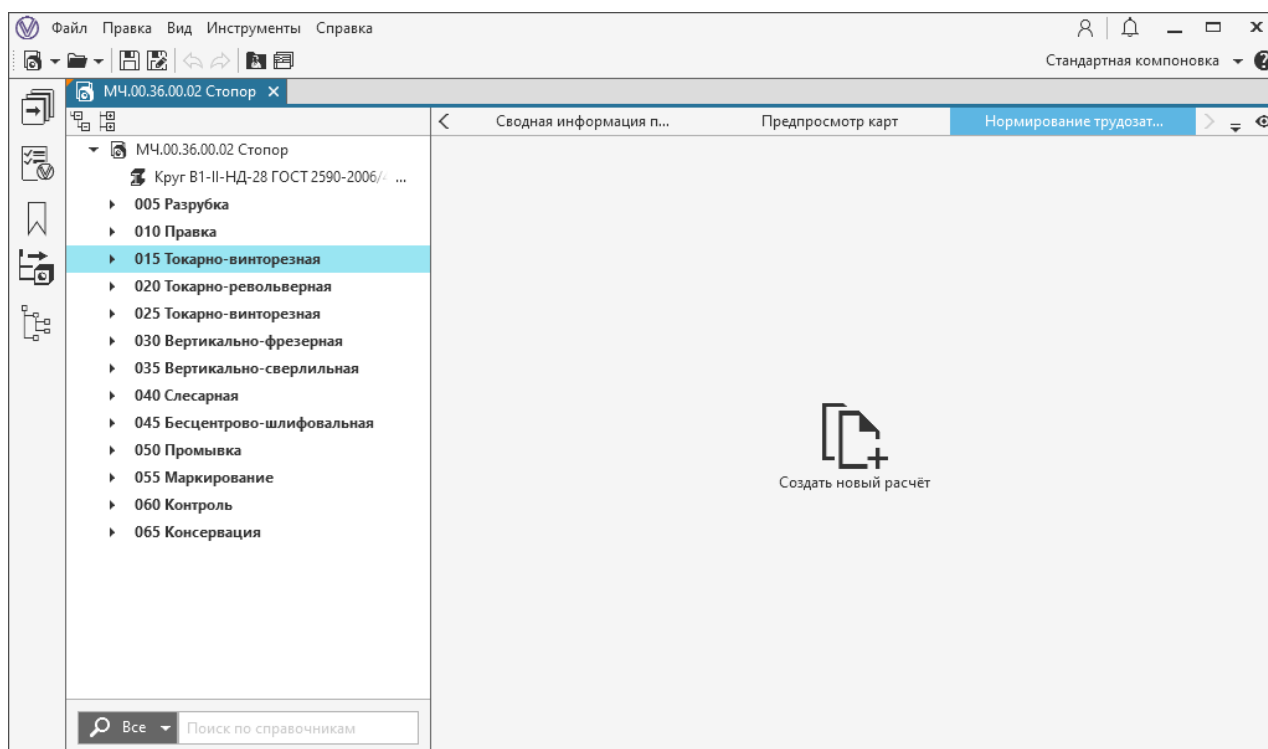 Файл Правка Вид Инструменты Справка
Стандартная компоновка
МЧ.00.36.00.02 Стопор
Сводная информация п... Предпросмотр карт Нормирование трудозат...
МЧ.00.36.00.02 Стопор
Круг В1-II-НД-28 ГОСТ 2590-2006/ ...
005 Разрубка
010 Правка
015 Токарно-винторезная
020 Токарно-револьверная
025 Токарно-винторезная
030 Вертикально-фрезерная
035 Вертикально-сверлильная
040 Слесарная
045 Бесцентрово-шлифовальная
050 Промывка
055 Маркирование
060 Контроль
065 Консервация
Создать новый расчёт
Все Поиск по справочникам